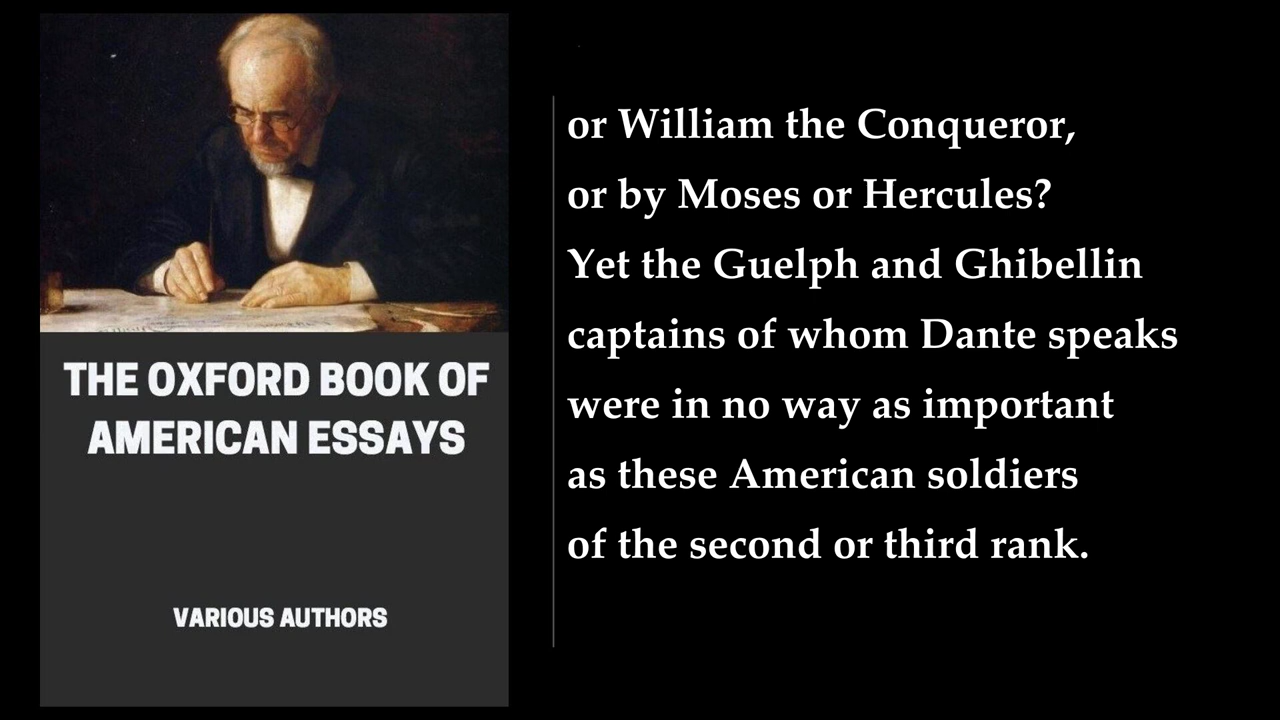 THE OXFORD BOOK OF
AMERICAN ESSAYS
VARIOUS AUTHORS
or William the Conqueror,
or by Moses or Hercules?
Yet the Guelph and Ghibellin
captains of whom Dante speaks
were in no way as important
as these American soldiers
of the second or third rank.